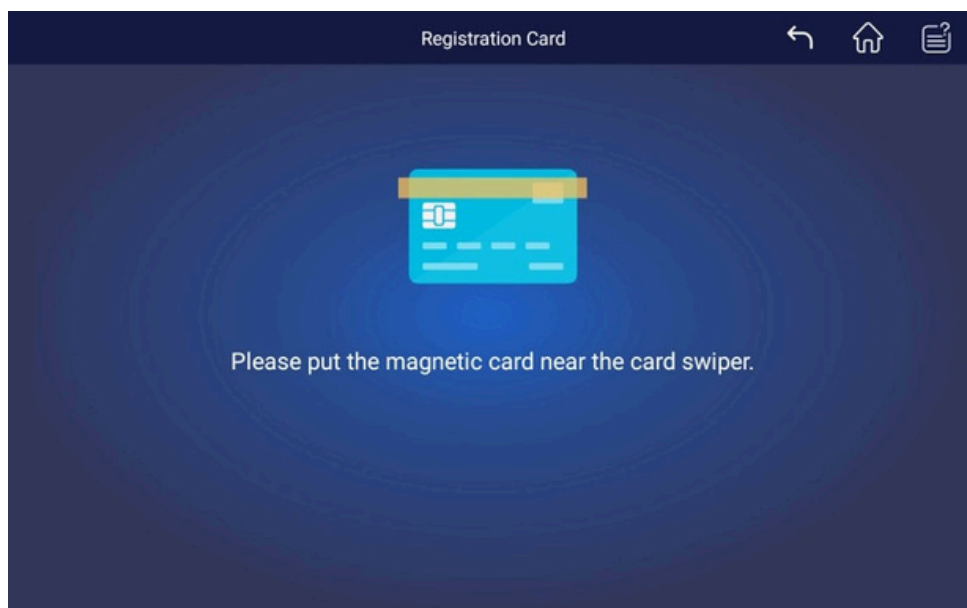 Registration Card
Please put the magnetic card near the card swiper.